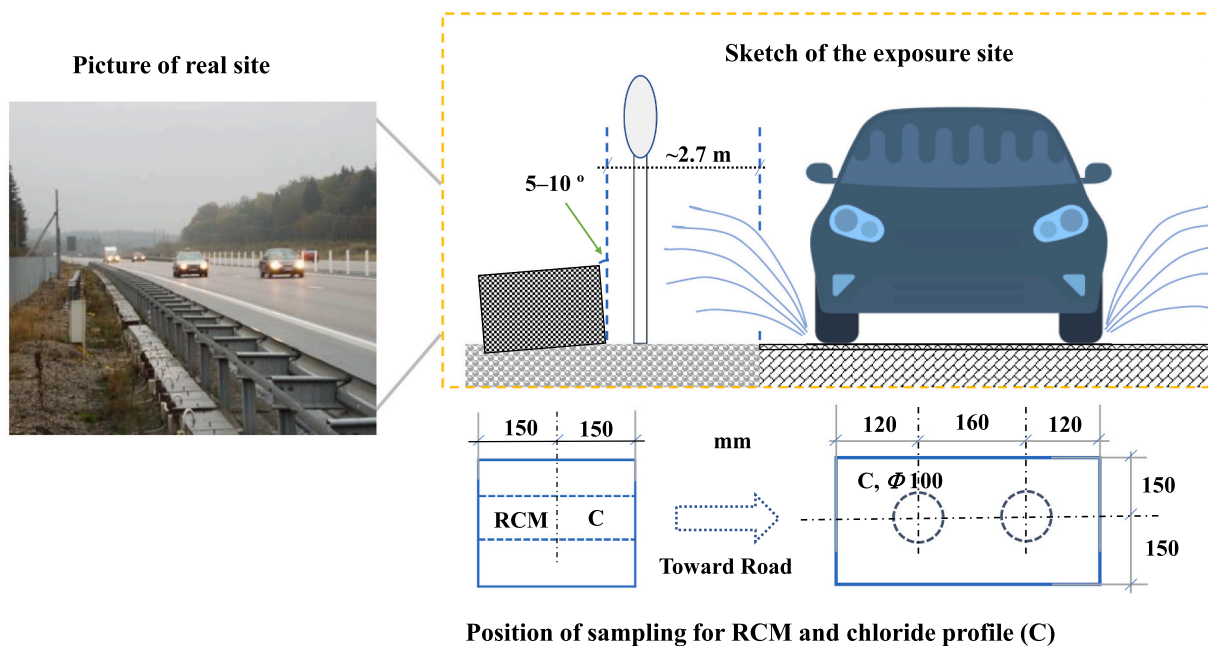 Picture of real site
Sketch of the exposure site
~2.7 m
5–10 °
150 150
mm
120 160 120
C, Φ100
150
RCM C
150
Toward Road
Position of sampling for RCM and chloride profile (C)